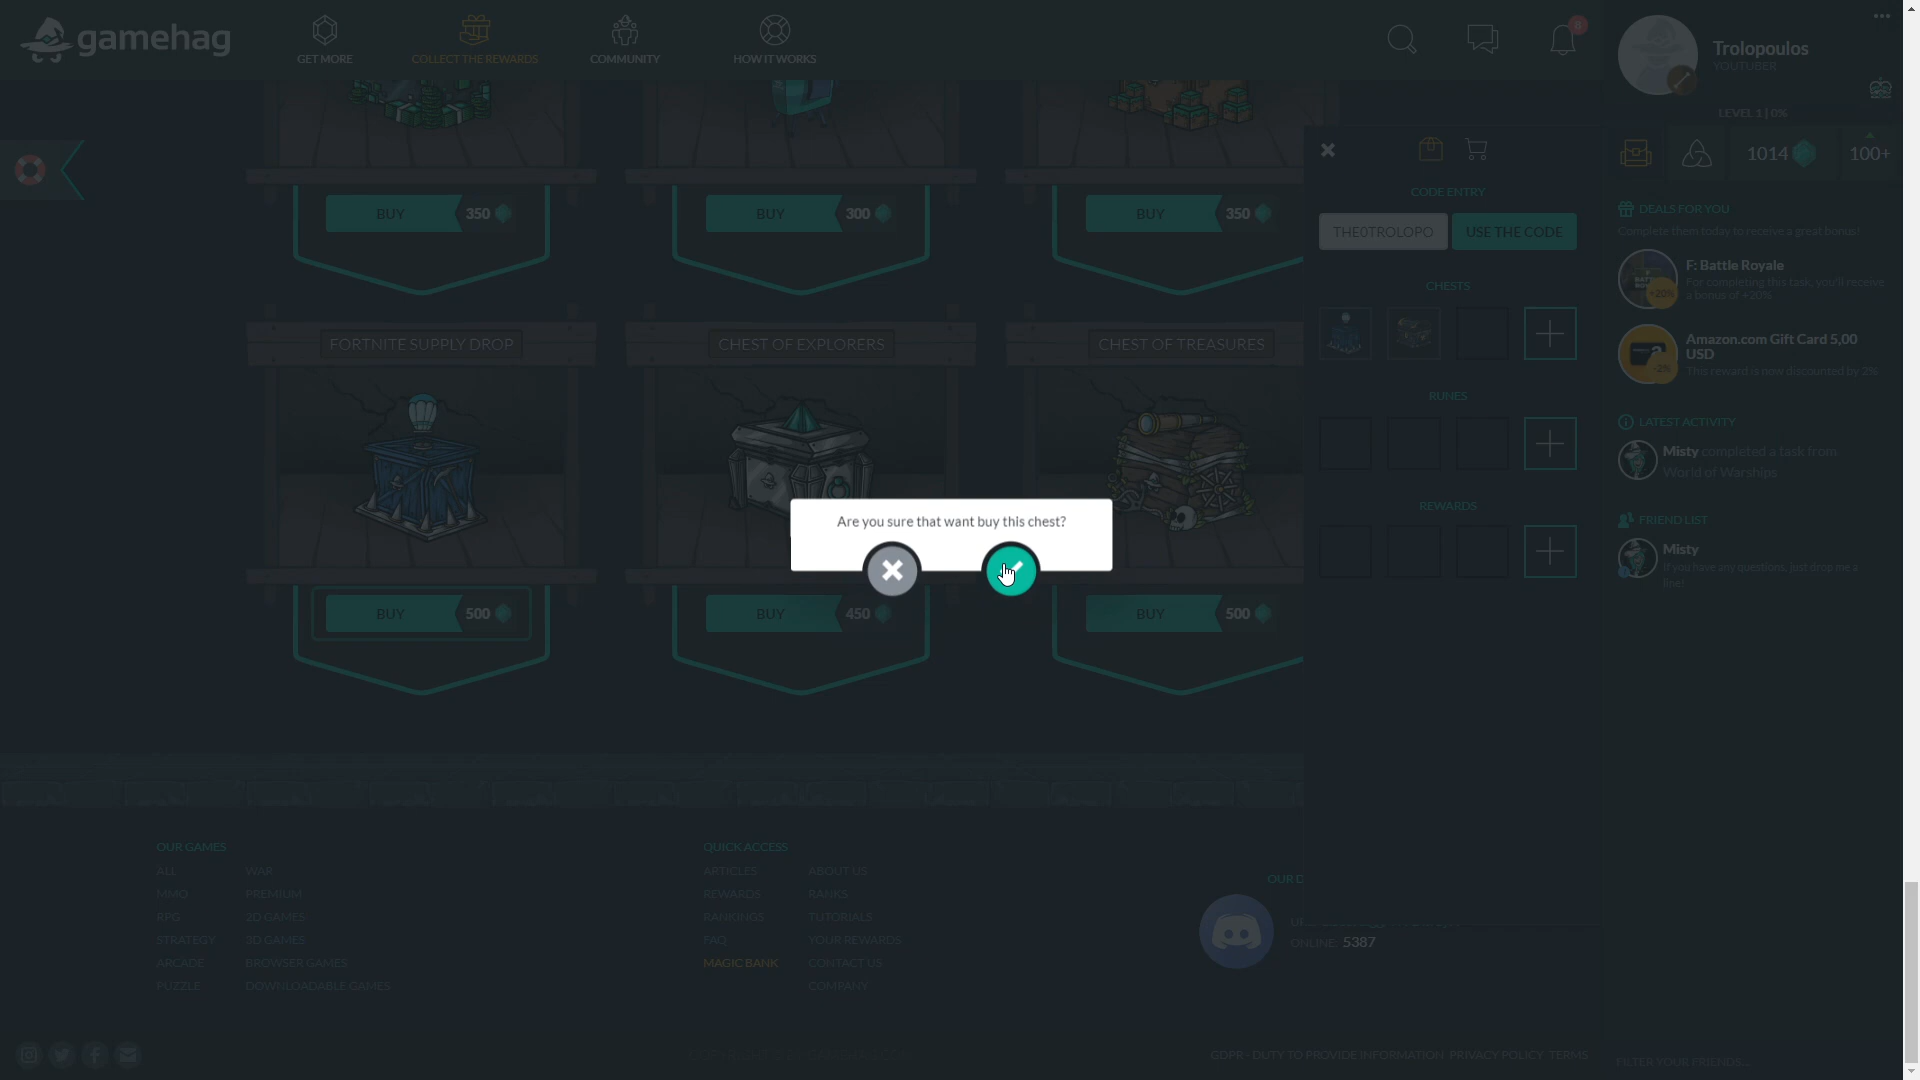 gamehag
GET MORE
COLLECT THE REWARDS
COMMUNITY
HOW IT WORKS
8
Trolopoulos
YOUTUBER
LEVEL 1 | 0%
1014
100+
BUY 350
BUY 300
BUY 350
CODE ENTRY
THE0TROLOPO
USE THE CODE
CHESTS
RUNES
REWARDS
DEALS FOR YOU
Complete them today to receive a great bonus!
F: Battle Royale
For completing this task, you'll receive
a bonus of +20%
+20%
Amazon.com Gift Card 5,00
USD
This reward is now discounted by 2%
-2%
LATEST ACTIVITY
Misty completed a task from
World of Warships
FRIEND LIST
Misty
If you have any questions, just drop me a
line!
FORTNITE SUPPLY DROP
CHEST OF EXPLORERS
CHEST OF TREASURES
Are you sure that want buy this chest?
BUY 500
BUY 450
BUY 500
OUR GAMES
ALL
MMO
RPG
STRATEGY
ARCADE
PUZZLE
WAR
PREMIUM
2D GAMES
3D GAMES
BROWSER GAMES
DOWNLOADABLE GAMES
QUICK ACCESS
ARTICLES
REWARDS
RANKINGS
FAQ
MAGIC BANK
ABOUT US
RANKS
TUTORIALS
YOUR REWARDS
CONTACT US
COMPANY
OUR D
ONLINE: 5387
GDPR - DUTY TO PROVIDE INFORMATION PRIVACY POLICY TERMS
FILTER YOUR FRIENDS...